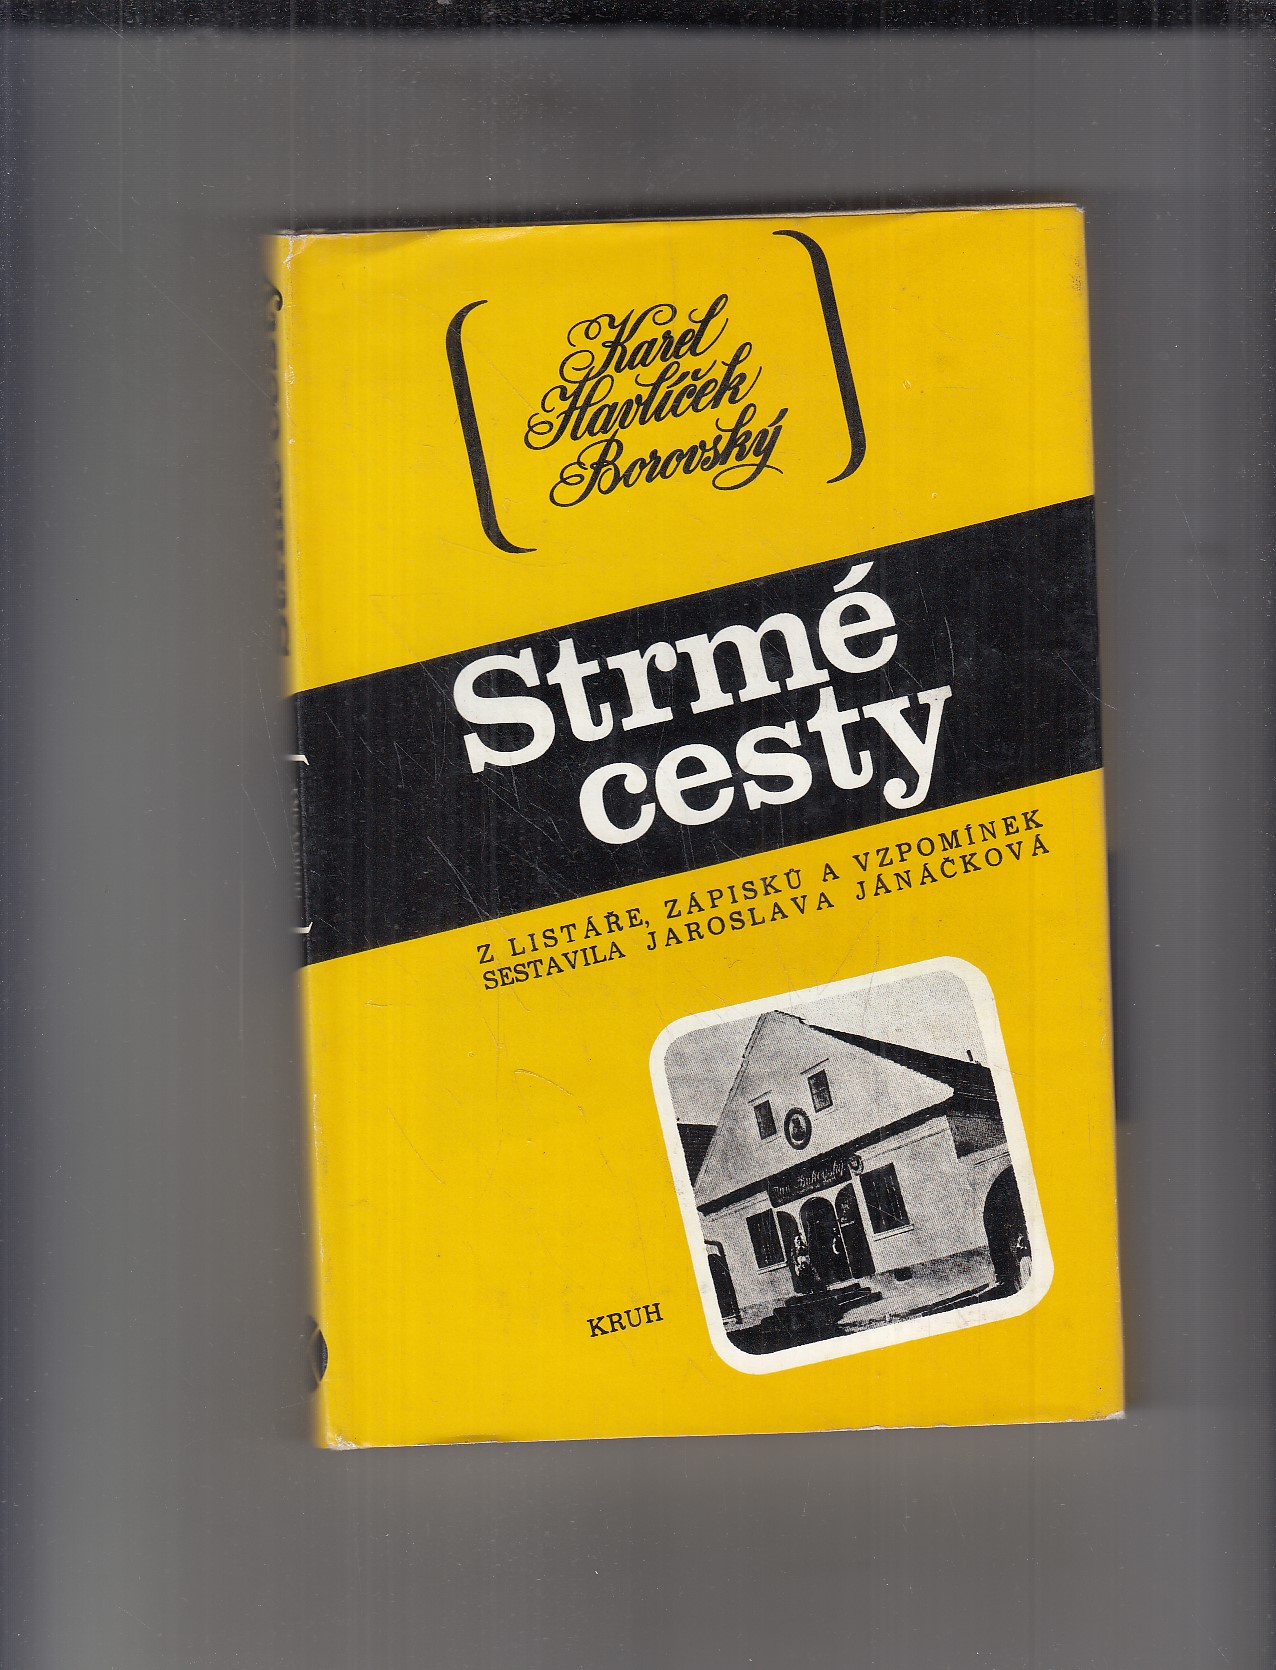 Karel
Havlíček
Borovský
Strmé
cesty
Z LISTÁŘE, ZÁPISKŮ A VZPOMÍNEK
SESTAVILA JAROSLAVA JÁNÁČKOVÁ
KRUH